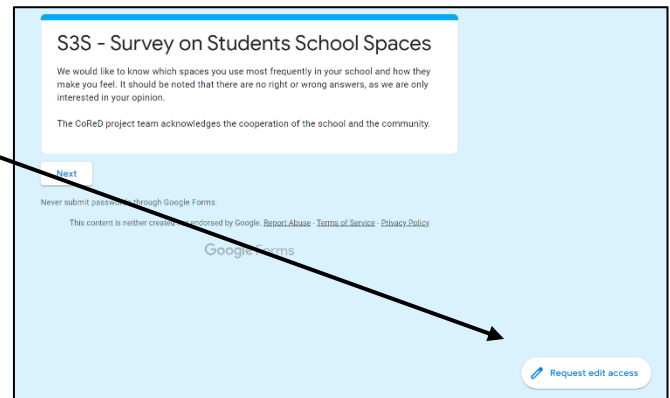 S3S - Survey on Students School Spaces
We would like to know which spaces you use most frequently in your school and how they
make you feel. It should be noted that there are no right or wrong answers, as we are only
interested in your opinion.
The CoReD project team acknowledges the cooperation of the school and the community.
Next
Never submit passwords through Google Forms.
This content is neither created nor endorsed by Google. Report Abuse - Terms of Service - Privacy Policy
Google Forms
Request edit access